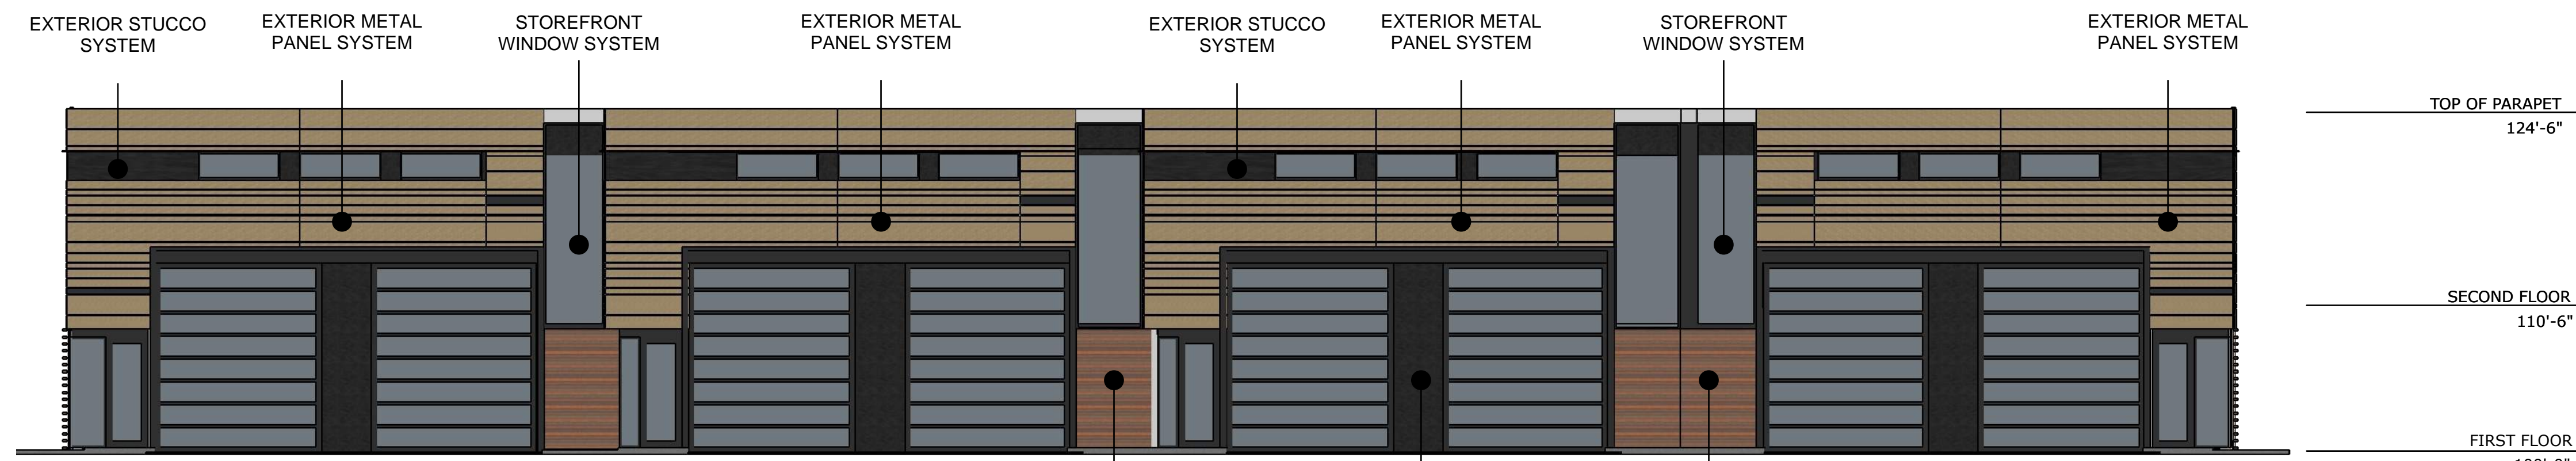 EXTERIOR STUCCO
SYSTEM
EXTERIOR METAL
PANEL SYSTEM
STOREFRONT
WINDOW SYSTEM
EXTERIOR METAL
PANEL SYSTEM
EXTERIOR STUCCO
SYSTEM
EXTERIOR METAL
PANEL SYSTEM
STOREFRONT
WINDOW SYSTEM
EXTERIOR METAL
PANEL SYSTEM
TOP OF PARAPET
124'-6"
SECOND FLOOR
110'-6"
FIRST FLOOR